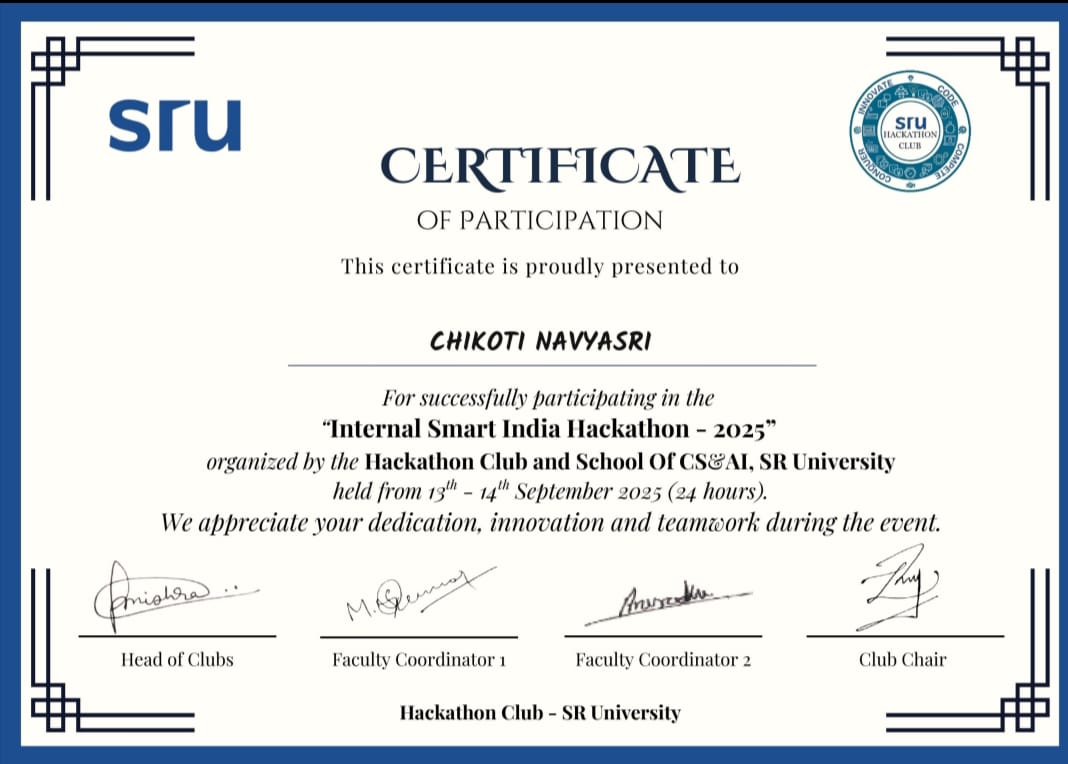 sru
INNOVATE CODE COMPETE CONQUER
sru
HACKATHON
CLUB
CERTIFICATE
OF PARTICIPATION
This certificate is proudly presented to
CHIKOTI NAVYASRI
For successfully participating in the
“Internal Smart India Hackathon - 2025”
organized by the Hackathon Club and School Of CS&AI, SR University
held from 13th - 14th September 2025 (24 hours).
We appreciate your dedication, innovation and teamwork during the event.
Head of Clubs
Faculty Coordinator 1
Faculty Coordinator 2
Club Chair
Hackathon Club - SR University